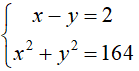 x − y = 2
x² + y² = 164